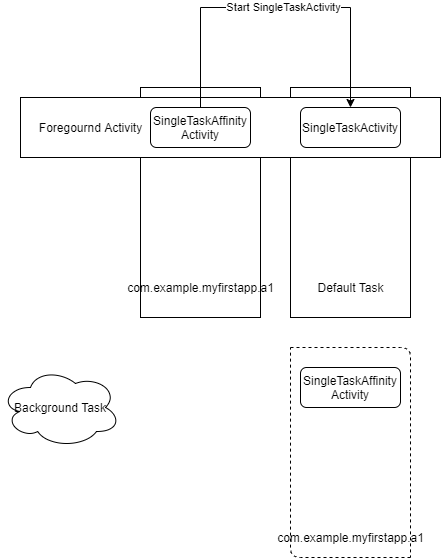 Start SingleTaskActivity
Foregournd Activity
SingleTaskAffinity
Activity
SingleTaskActivity
com.example.myfirstapp.a1
Default Task
SingleTaskAffinity
Activity
Background Task
com.example.myfirstapp.a1